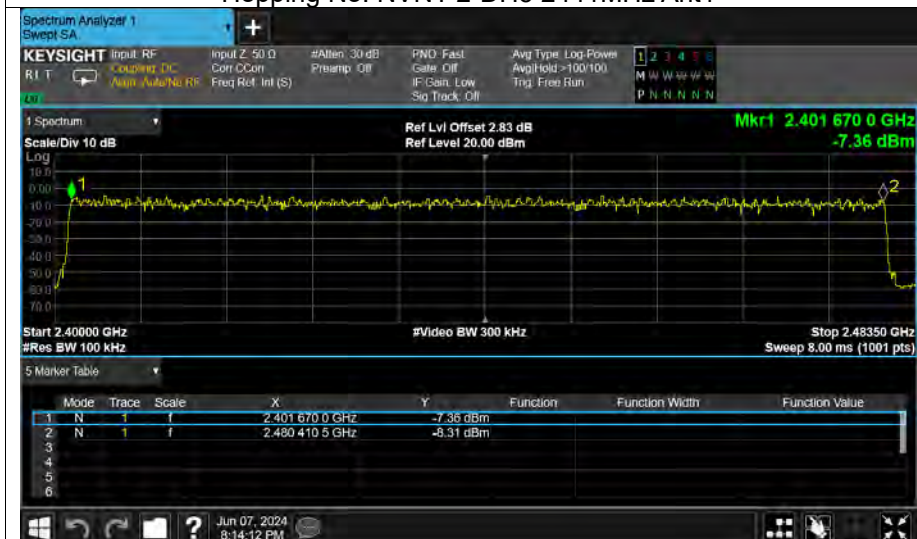 Hopping No. NVNT 2-DH5 2441MHz Ant1
Spectrum Analyzer 1
Swept SA
KEYSIGHT Input: RF
Coupling: DC
Align: Auto/No RF
Input Z: 50 Ω
Corr CCorr
Freq Ref: Int (S)
#Atten: 30 dB
Preamp: Off
PNO: Fast
Gate: Off
IF Gain: Low
Sig Track: Off
Avg Type: Log-Power
Avg|Hold: >100/100
Trig: Free Run
1 2 3 4 5 6
M W W W W W
P N N N N N
RL T
1 Spectrum
Scale/Div 10 dB
Ref Lvl Offset 2.83 dB
Ref Level 20.00 dBm
Mkr1 2.401 670 0 GHz
-7.36 dBm
Log
10.0
0.00
-10.0
-20.0
-30.0
-40.0
-50.0
-60.0
-70.0
1
2
Start 2.40000 GHz
#Res BW 100 kHz
#Video BW 300 kHz
Stop 2.48350 GHz
Sweep 8.00 ms (1001 pts)
5 Marker Table
Mode Trace Scale X Y Function Function Width Function Value
1 N 1 f 2.401 670 0 GHz -7.36 dBm
2 N 1 f 2.480 410 5 GHz -8.31 dBm
3
4
5
6
Jun 07, 2024
8:14:12 PM